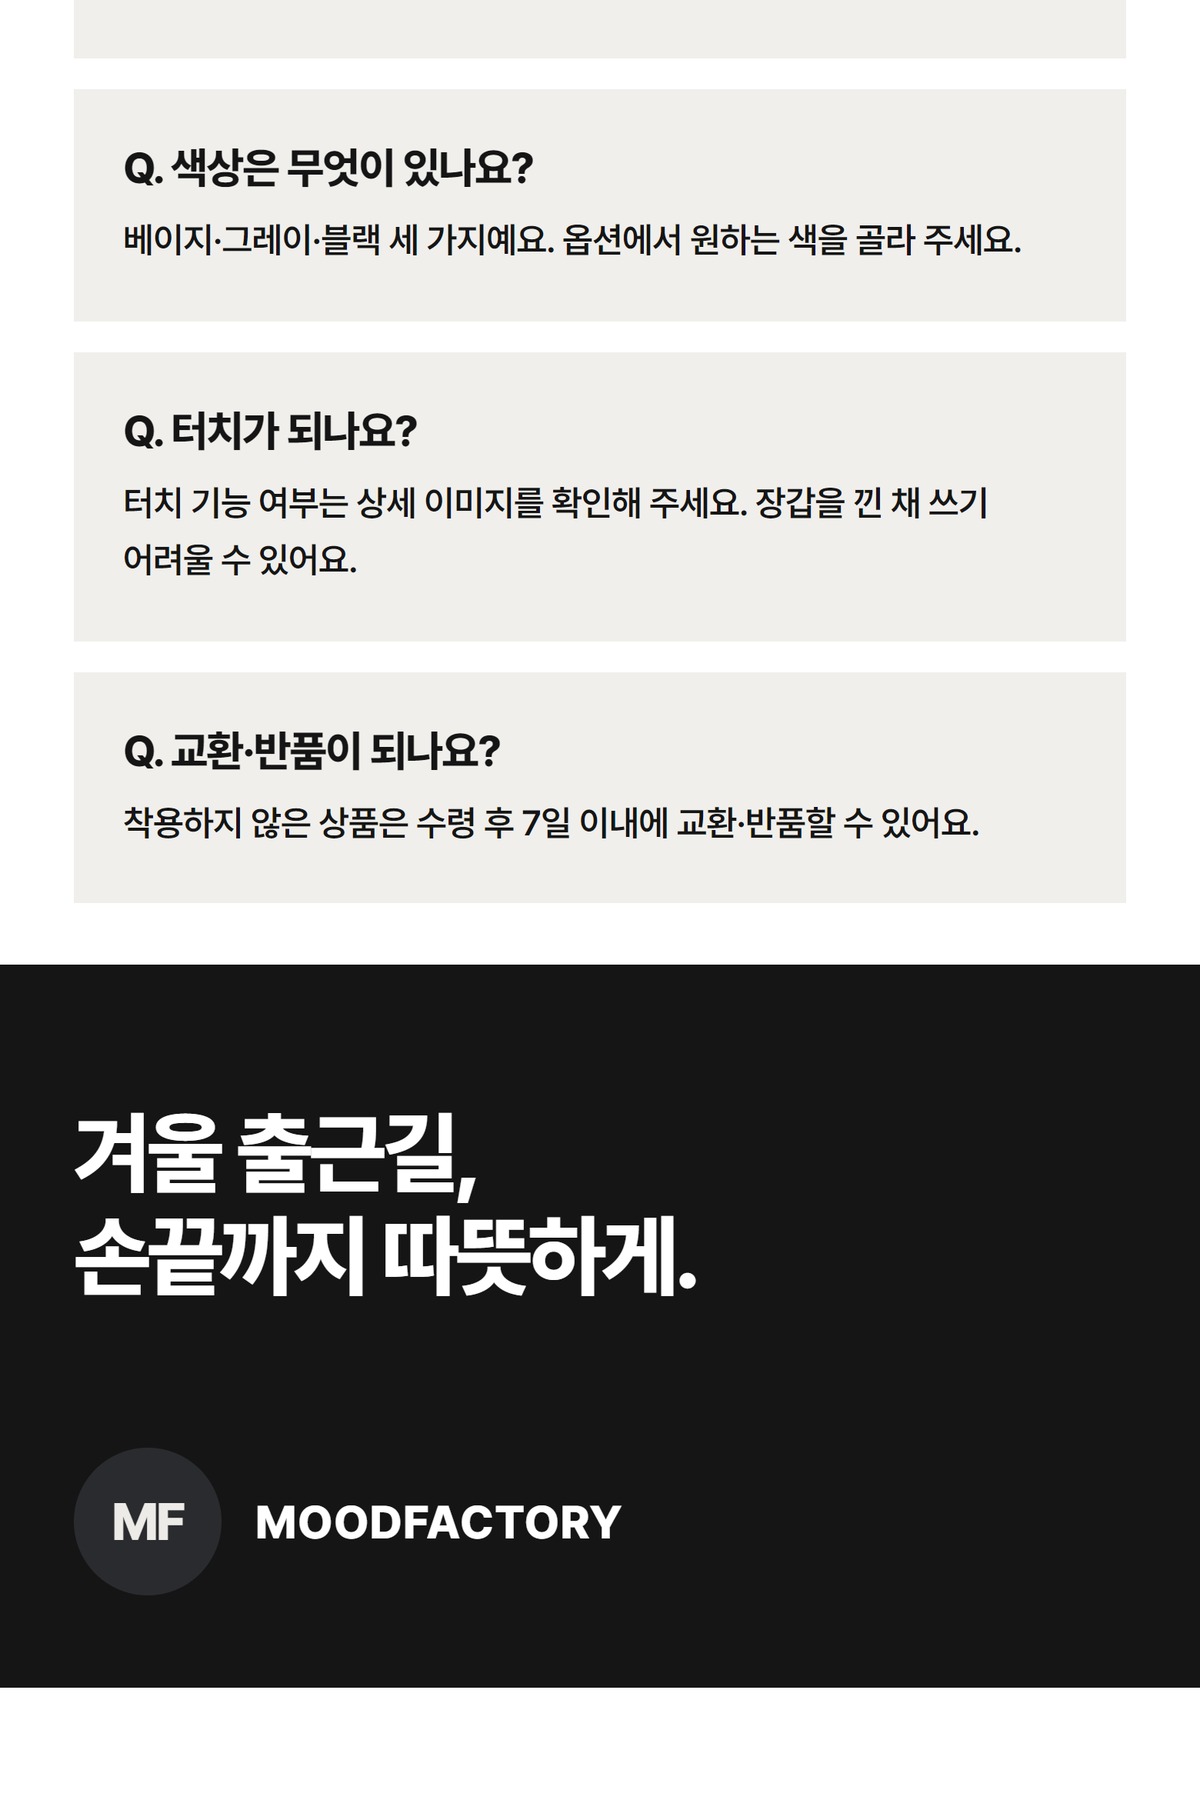 Q. 색상은 무엇이 있나요?
베이지·그레이·블랙 세 가지예요. 옵션에서 원하는 색을 골라 주세요.
Q. 터치가 되나요?
터치 기능 여부는 상세 이미지를 확인해 주세요. 장갑을 낀 채 쓰기
어려울 수 있어요.
Q. 교환·반품이 되나요?
착용하지 않은 상품은 수령 후 7일 이내에 교환·반품할 수 있어요.
겨울 출근길,
손끝까지 따뜻하게.
MF MOODFACTORY